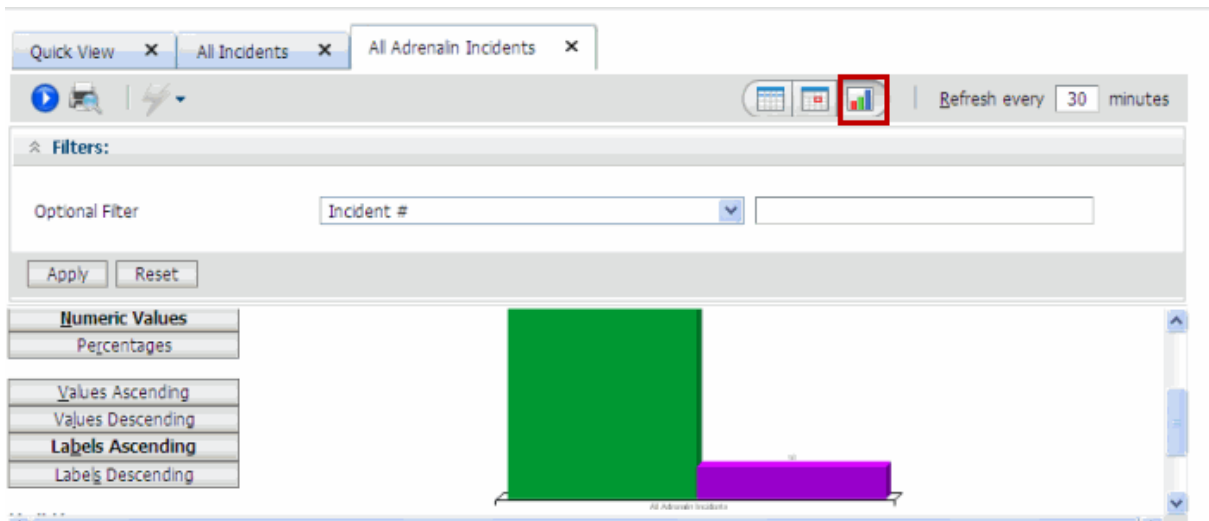 Quick View All Incidents All Adrenalin Incidents
Refresh every 30 minutes
Filters:
Optional Filter Incident #
Apply Reset
Numeric Values
Percentages
Values Ascending
Values Descending
Labels Ascending
Labels Descending
All Adrenalin Incidents